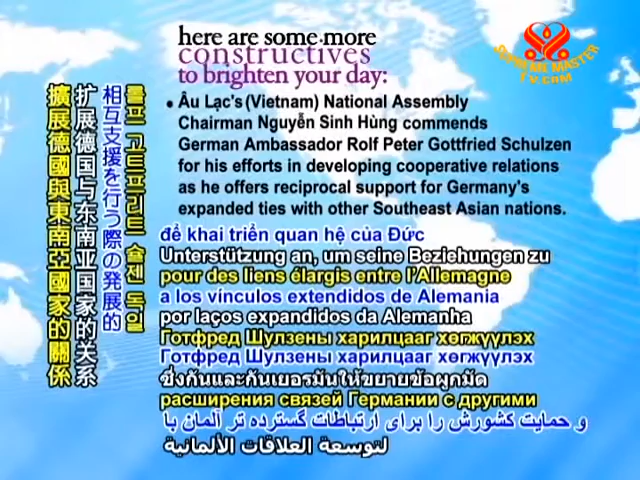 here are some more
constructives
to brighten your day:
SUPREME MASTER
TV.com
• Âu Lạc's (Vietnam) National Assembly
Chairman Nguyễn Sinh Hùng commends
German Ambassador Rolf Peter Gottfried Schulzen
for his efforts in developing cooperative relations
as he offers reciprocal support for Germany's
expanded ties with other Southeast Asian nations.
擴展德國與東南亞國家的關係
扩展德国与东南亚国家的关系
相互支援を行う際の発展的
롤프 고트프리트 슐첸 독일
để khai triển quan hệ của Đức
Unterstützung an, um seine Beziehungen zu
pour des liens élargis entre l'Allemagne
a los vínculos extendidos de Alemania
por laços expandidos da Alemanha
Готфред Шулзены харилцааг хөгжүүлэх
Готфред Шулзены харилцааг хөгжүүлэх
ซึ่งกันและกันเยอรมันให้ขยายข้อผูกมัด
расширения связей Германии с другими
و حمایت کشورش را برای ارتباطات گسترده تر آلمان با
لتوسعة العلاقات الألمانية